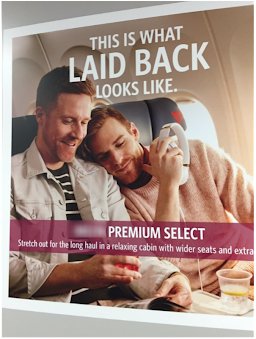 THIS IS WHAT
LAID BACK
LOOKS LIKE.
PREMIUM SELECT
Stretch out for the long haul in a relaxing cabin with wider seats and extra